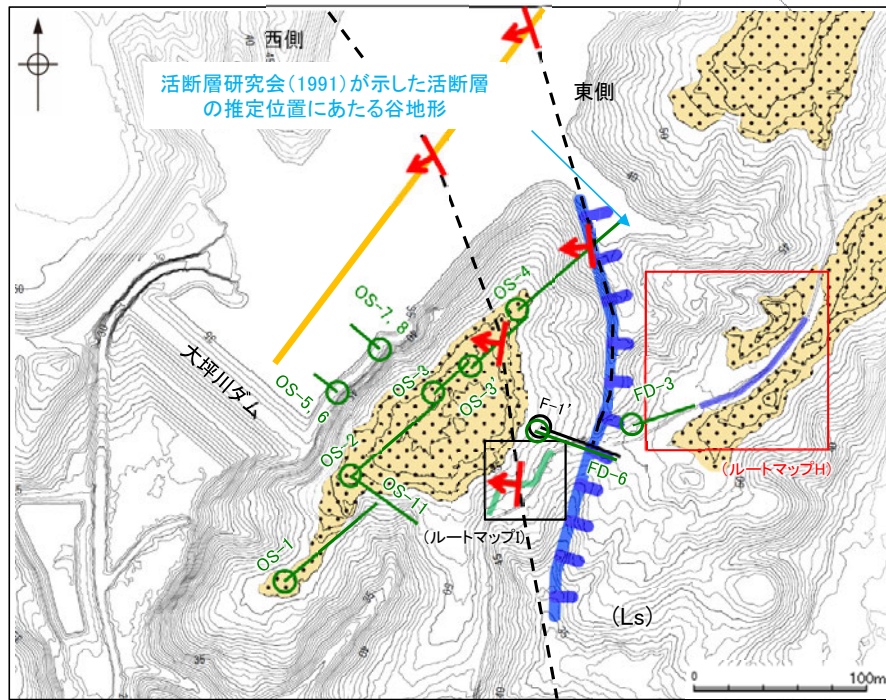 西側
東側
活断層研究会(1991)が示した活断層
の推定位置にあたる谷地形
大坪川ダム
OS-7, 8
OS-5, 6
OS-4
OS-3
OS-3'
OS-2
OS-11
OS-1
F-1'
FD-3
FD-6
(ルートマップH)
(ルートマップI)
(Ls)
0
100m